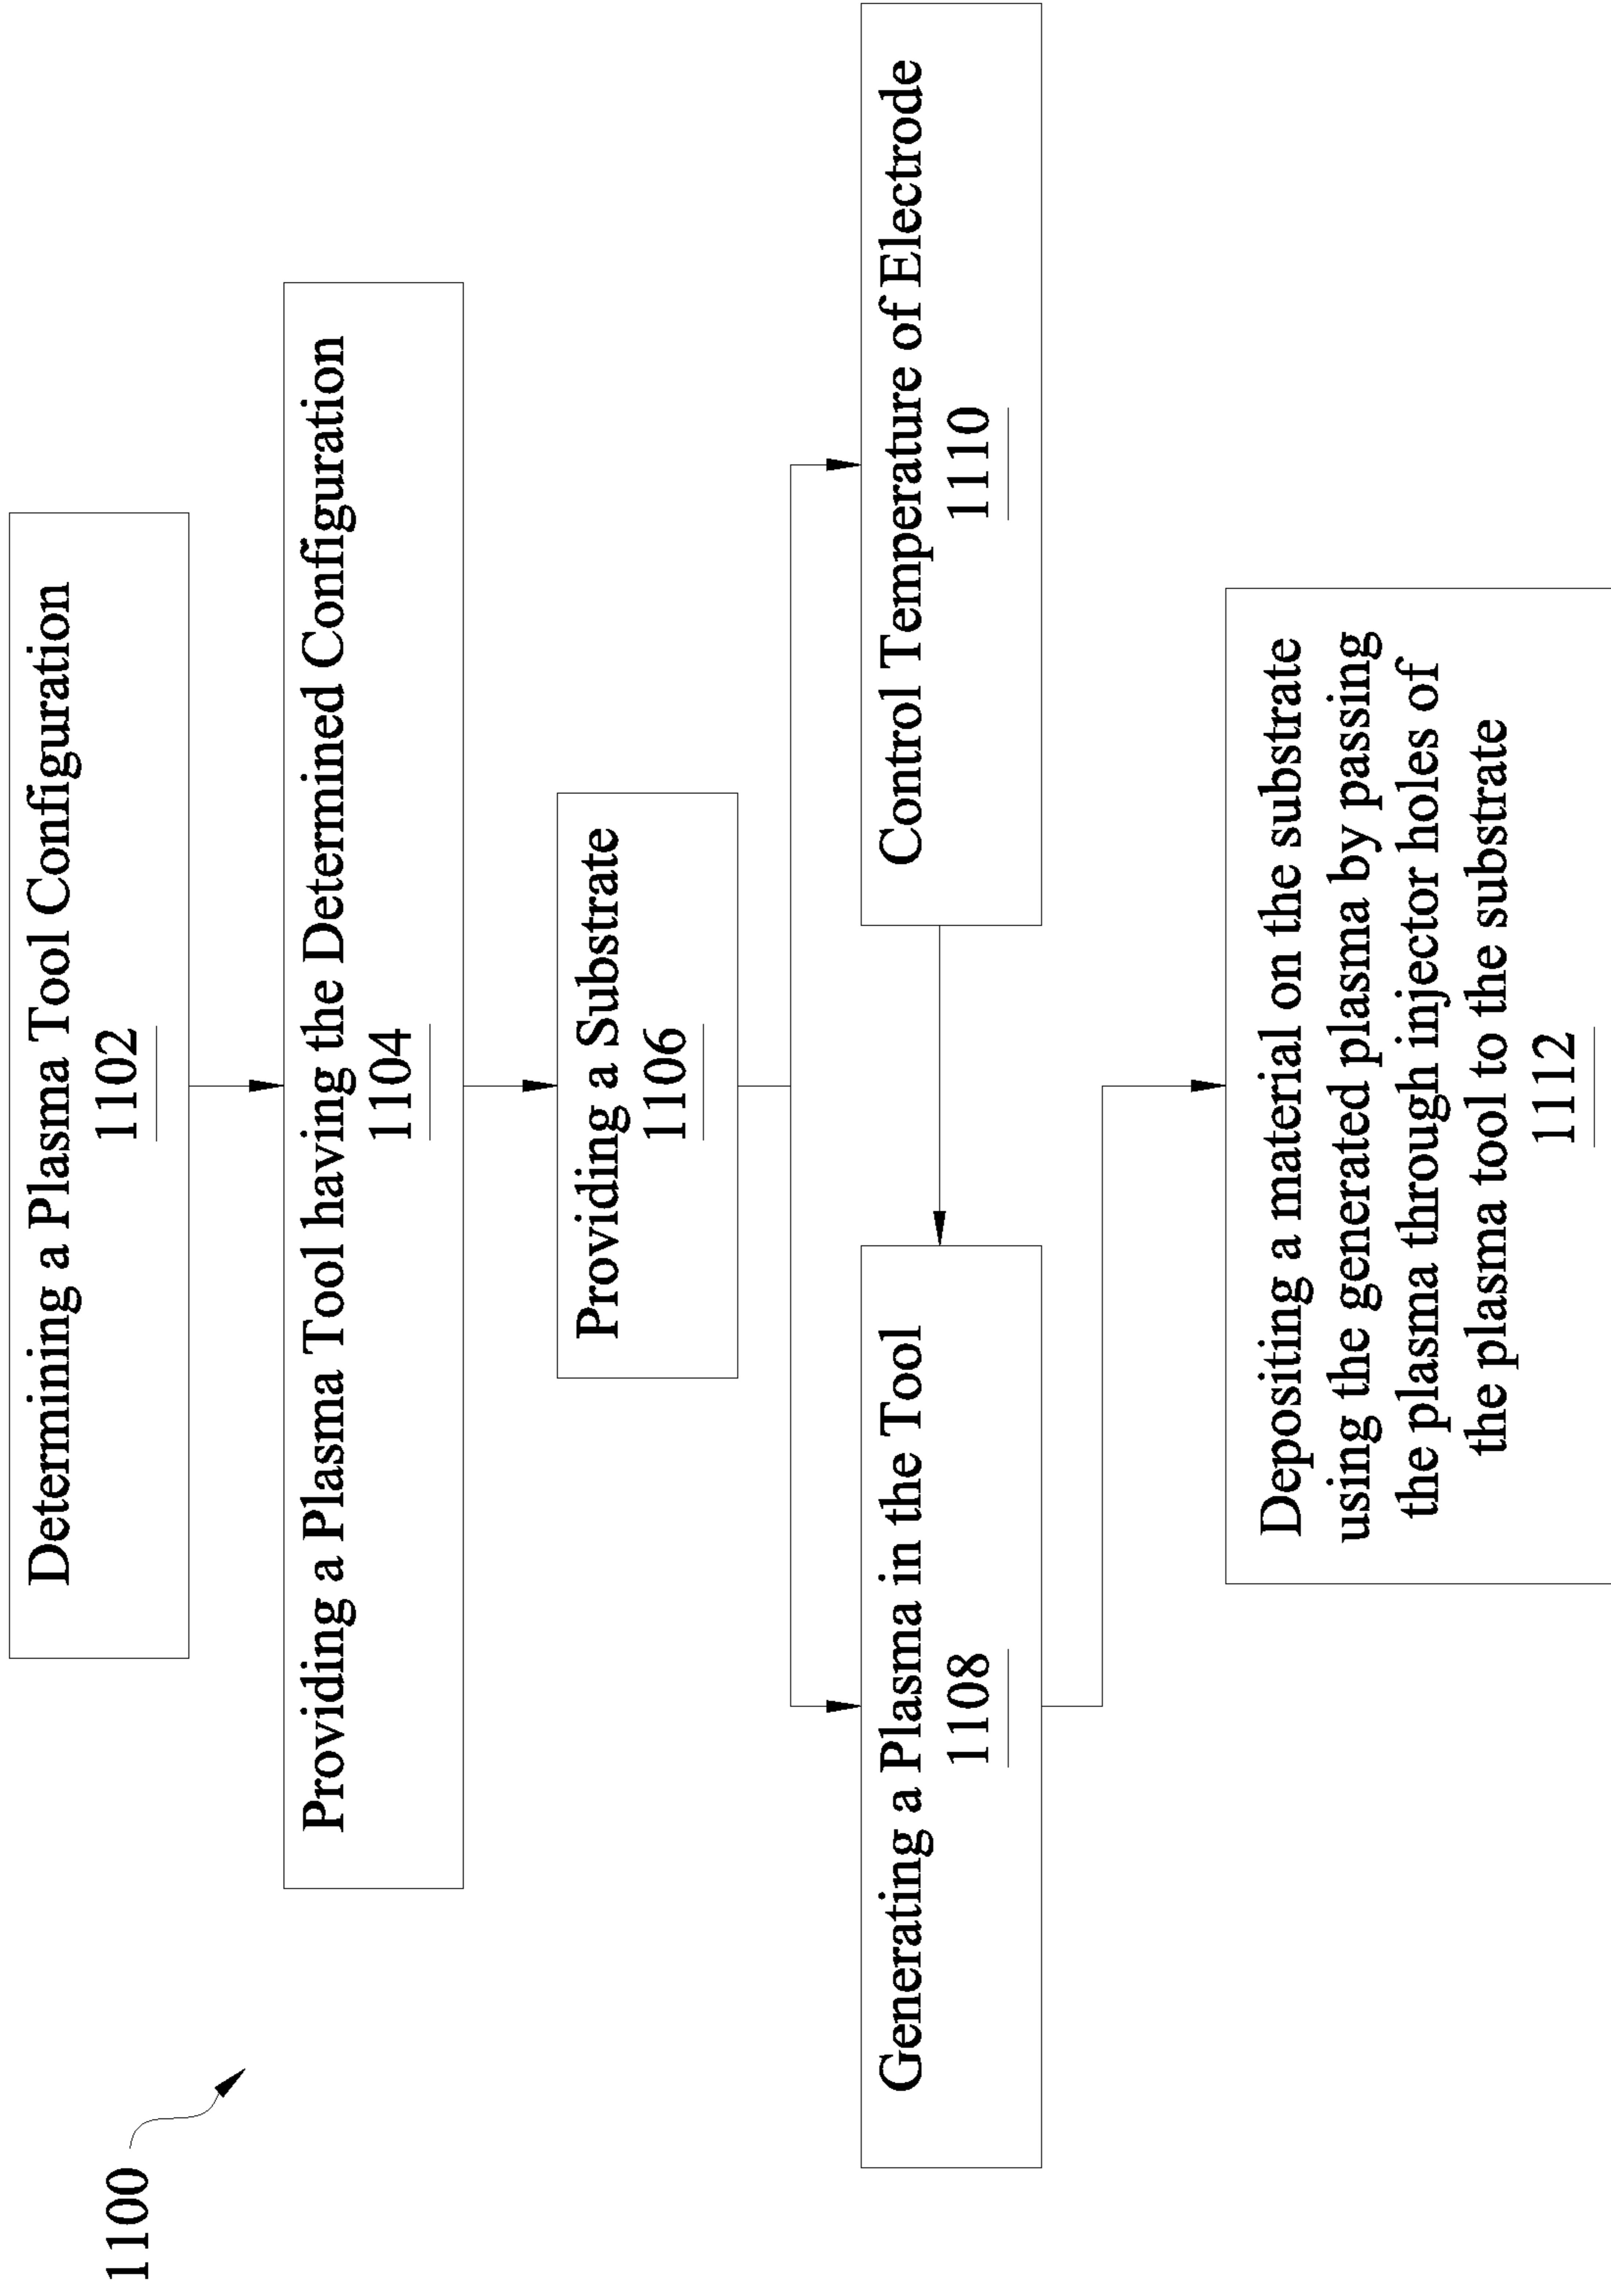 1100
Determining a Plasma Tool Configuration
1102
Providing a Plasma Tool having the Determined Configuration
1104
Providing a Substrate
1106
Generating a Plasma in the Tool
1108
Control Temperature of Electrode
1110
Depositing a material on the substrate
using the generated plasma by passing
the plasma through injector holes of
the plasma tool to the substrate
1112